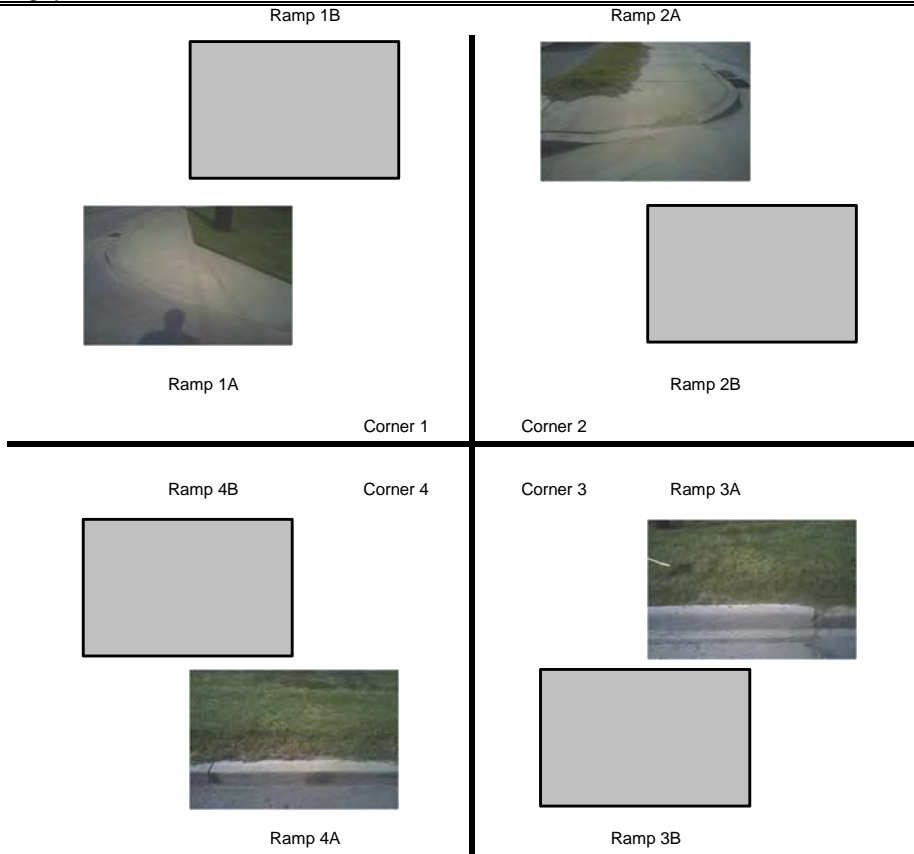 Ramp 1B
Ramp 2A
Ramp 1A
Ramp 2B
Corner 1
Corner 2
Ramp 4B
Corner 4
Corner 3
Ramp 3A
Ramp 4A
Ramp 3B